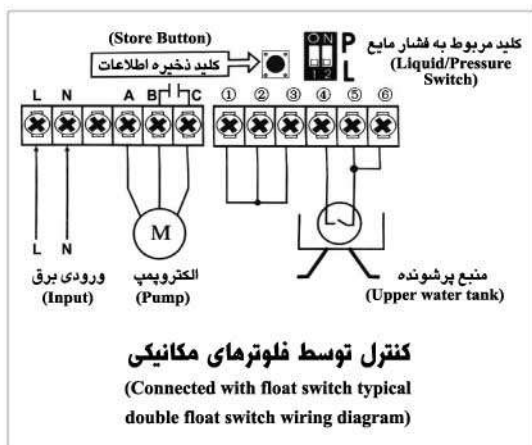 (Store Button)
کلید ذخیره اطلاعات
ON
1 2
P
L
کلید مربوط به فشار مایع
(Liquid/Pressure
Switch)
L N A B C ① ② ③ ④ ⑤ ⑥
M
L N
ورودی برق
(Input)
الکتروپمپ
(Pump)
منبع پرشونده
(Upper water tank)
کنترل توسط فلوترهای مکانیکی
(Connected with float switch typical
double float switch wiring diagram)